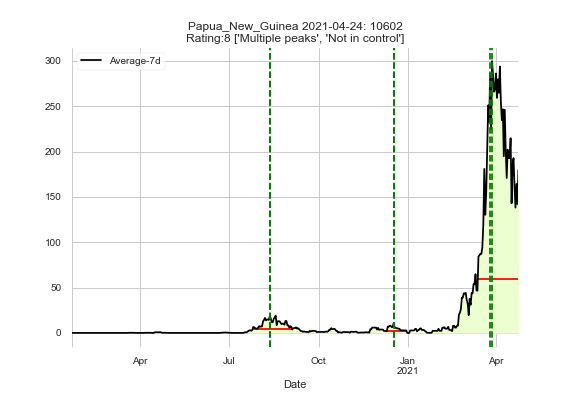 Papua_New_Guinea 2021-04-24: 10602
Rating:8 ['Multiple peaks', 'Not in control']
Average-7d
300
250
200
150
100
50
0
Apr
Jul
Oct
Jan
2021
Apr
Date